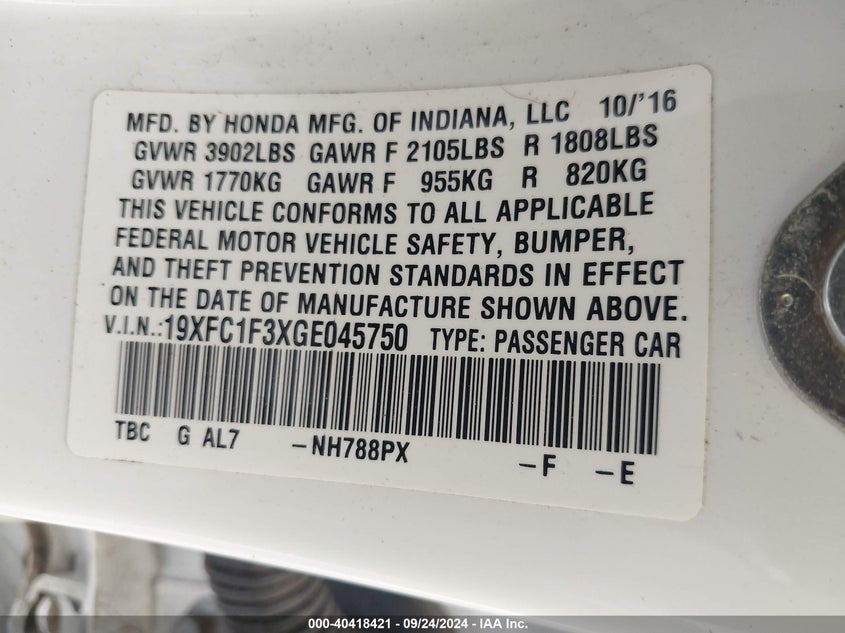 MFD. BY HONDA MFG. OF INDIANA, LLC 10/'16
GVWR 3902LBS GAWR F 2105LBS R 1808LBS
GVWR 1770KG GAWR F 955KG R 820KG
THIS VEHICLE CONFORMS TO ALL APPLICABLE
FEDERAL MOTOR VEHICLE SAFETY, BUMPER,
AND THEFT PREVENTION STANDARDS IN EFFECT
ON THE DATE OF MANUFACTURE SHOWN ABOVE.
V.I.N.:19XFC1F3XGE045750 TYPE: PASSENGER CAR
TBC G AL7 -NH788PX -F -E
000-40418421 - 09/24/2024 - IAA Inc.